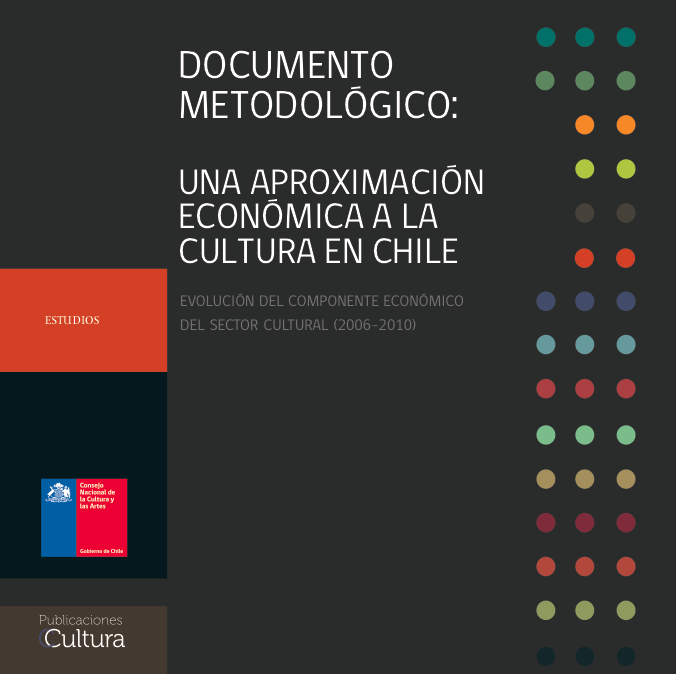 DOCUMENTO
METODOLÓGICO:
UNA APROXIMACIÓN
ECONÓMICA A LA
CULTURA EN CHILE
EVOLUCIÓN DEL COMPONENTE ECONÓMICO
DEL SECTOR CULTURAL (2006-2010)
ESTUDIOS
Consejo
Nacional de
la Cultura y
las Artes
Gobierno de Chile
Publicaciones
Cultura